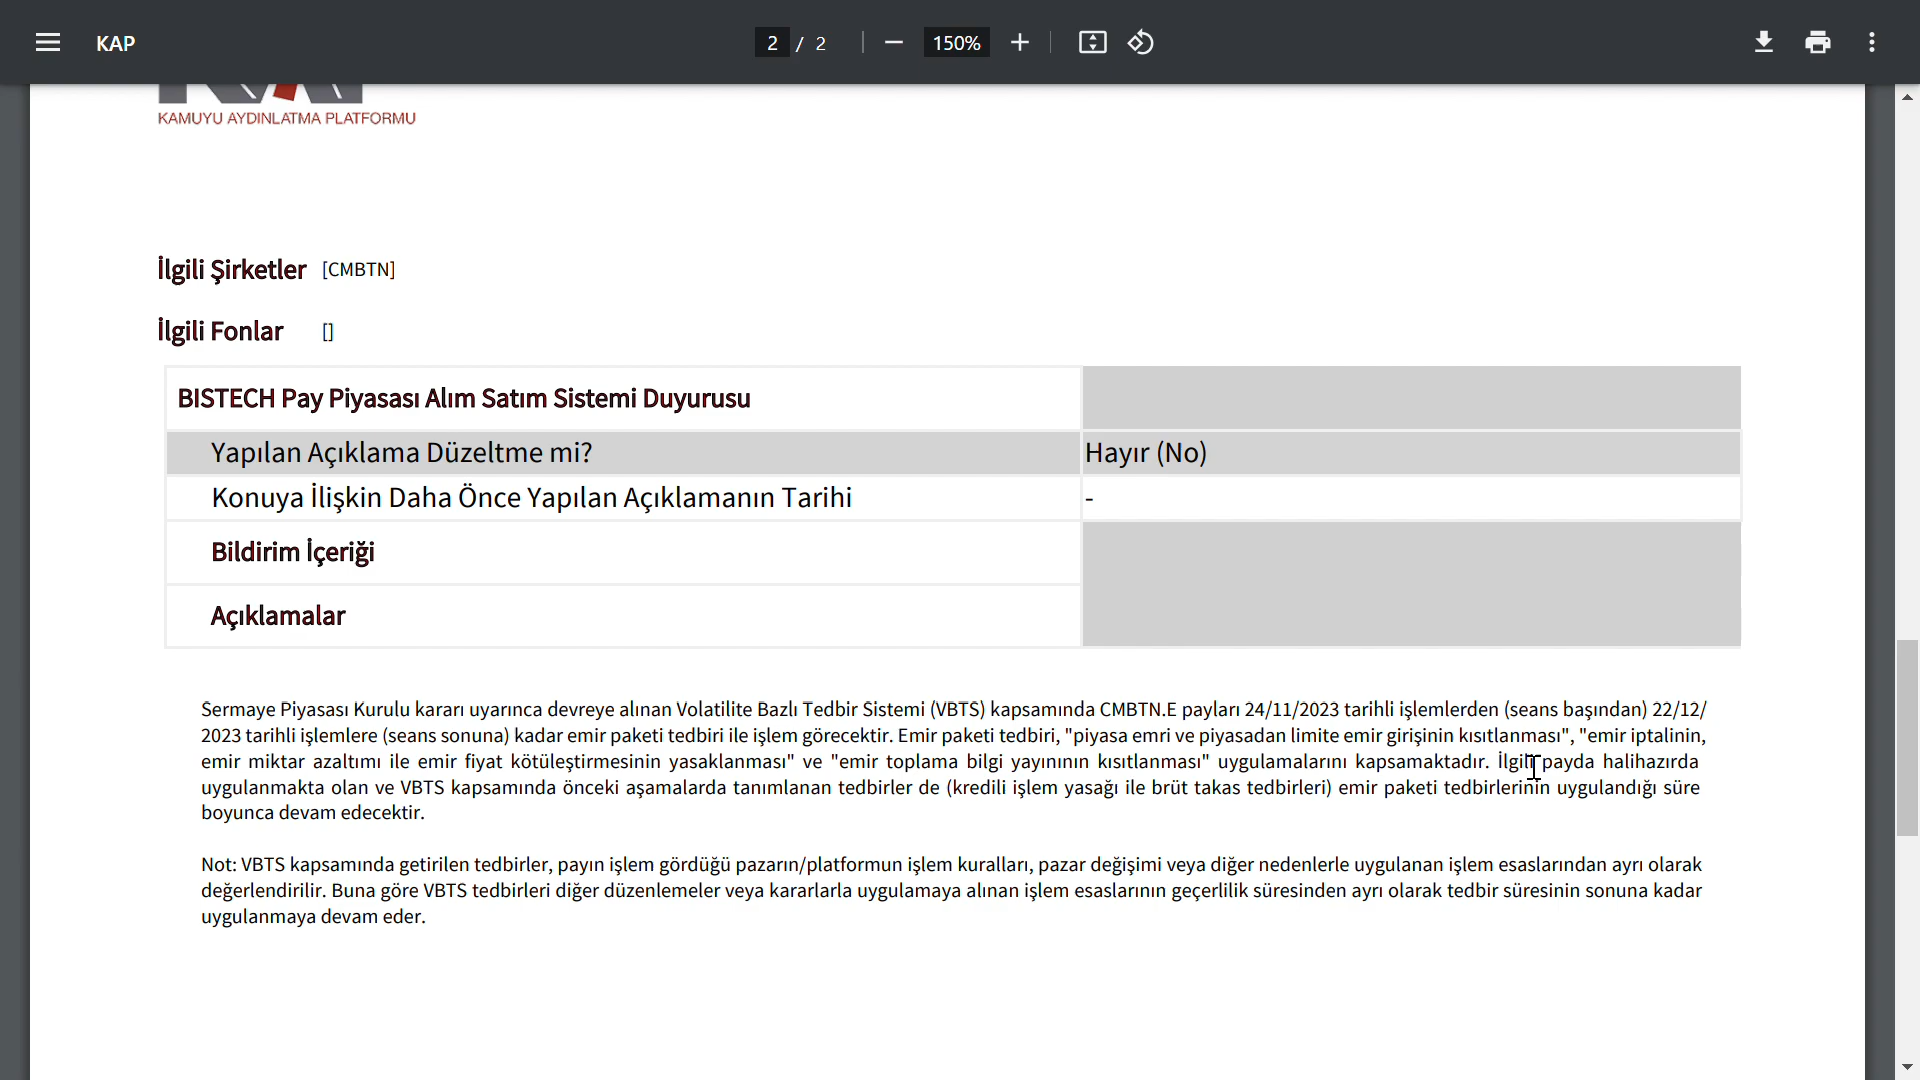 KAP
2 / 2
150%
KAMUYU AYDINLATMA PLATFORMU
İlgili Şirketler [CMBTN]
İlgili Fonlar []
BISTECH Pay Piyasası Alım Satım Sistemi Duyurusu
Yapılan Açıklama Düzeltme mi? Hayır (No)
Konuya İlişkin Daha Önce Yapılan Açıklamanın Tarihi -
Bildirim İçeriği
Açıklamalar
Sermaye Piyasası Kurulu kararı uyarınca devreye alınan Volatilite Bazlı Tedbir Sistemi (VBTS) kapsamında CMBTN.E payları 24/11/2023 tarihli işlemlerden (seans başından) 22/12/
2023 tarihli işlemlere (seans sonuna) kadar emir paketi tedbiri ile işlem görecektir. Emir paketi tedbiri, "piyasa emri ve piyasadan limite emir girişinin kısıtlanması", "emir iptalinin,
emir miktar azaltımı ile emir fiyat kötüleştirmesinin yasaklanması" ve "emir toplama bilgi yayınının kısıtlanması" uygulamalarını kapsamaktadır. İlgili payda halihazırda
uygulanmakta olan ve VBTS kapsamında önceki aşamalarda tanımlanan tedbirler de (kredili işlem yasağı ile brüt takas tedbirleri) emir paketi tedbirlerinin uygulandığı süre
boyunca devam edecektir.
Not: VBTS kapsamında getirilen tedbirler, payın işlem gördüğü pazarın/platformun işlem kuralları, pazar değişimi veya diğer nedenlerle uygulanan işlem esaslarından ayrı olarak
değerlendirilir. Buna göre VBTS tedbirleri diğer düzenlemeler veya kararlarla uygulamaya alınan işlem esaslarının geçerlilik süresinden ayrı olarak tedbir süresinin sonuna kadar
uygulanmaya devam eder.